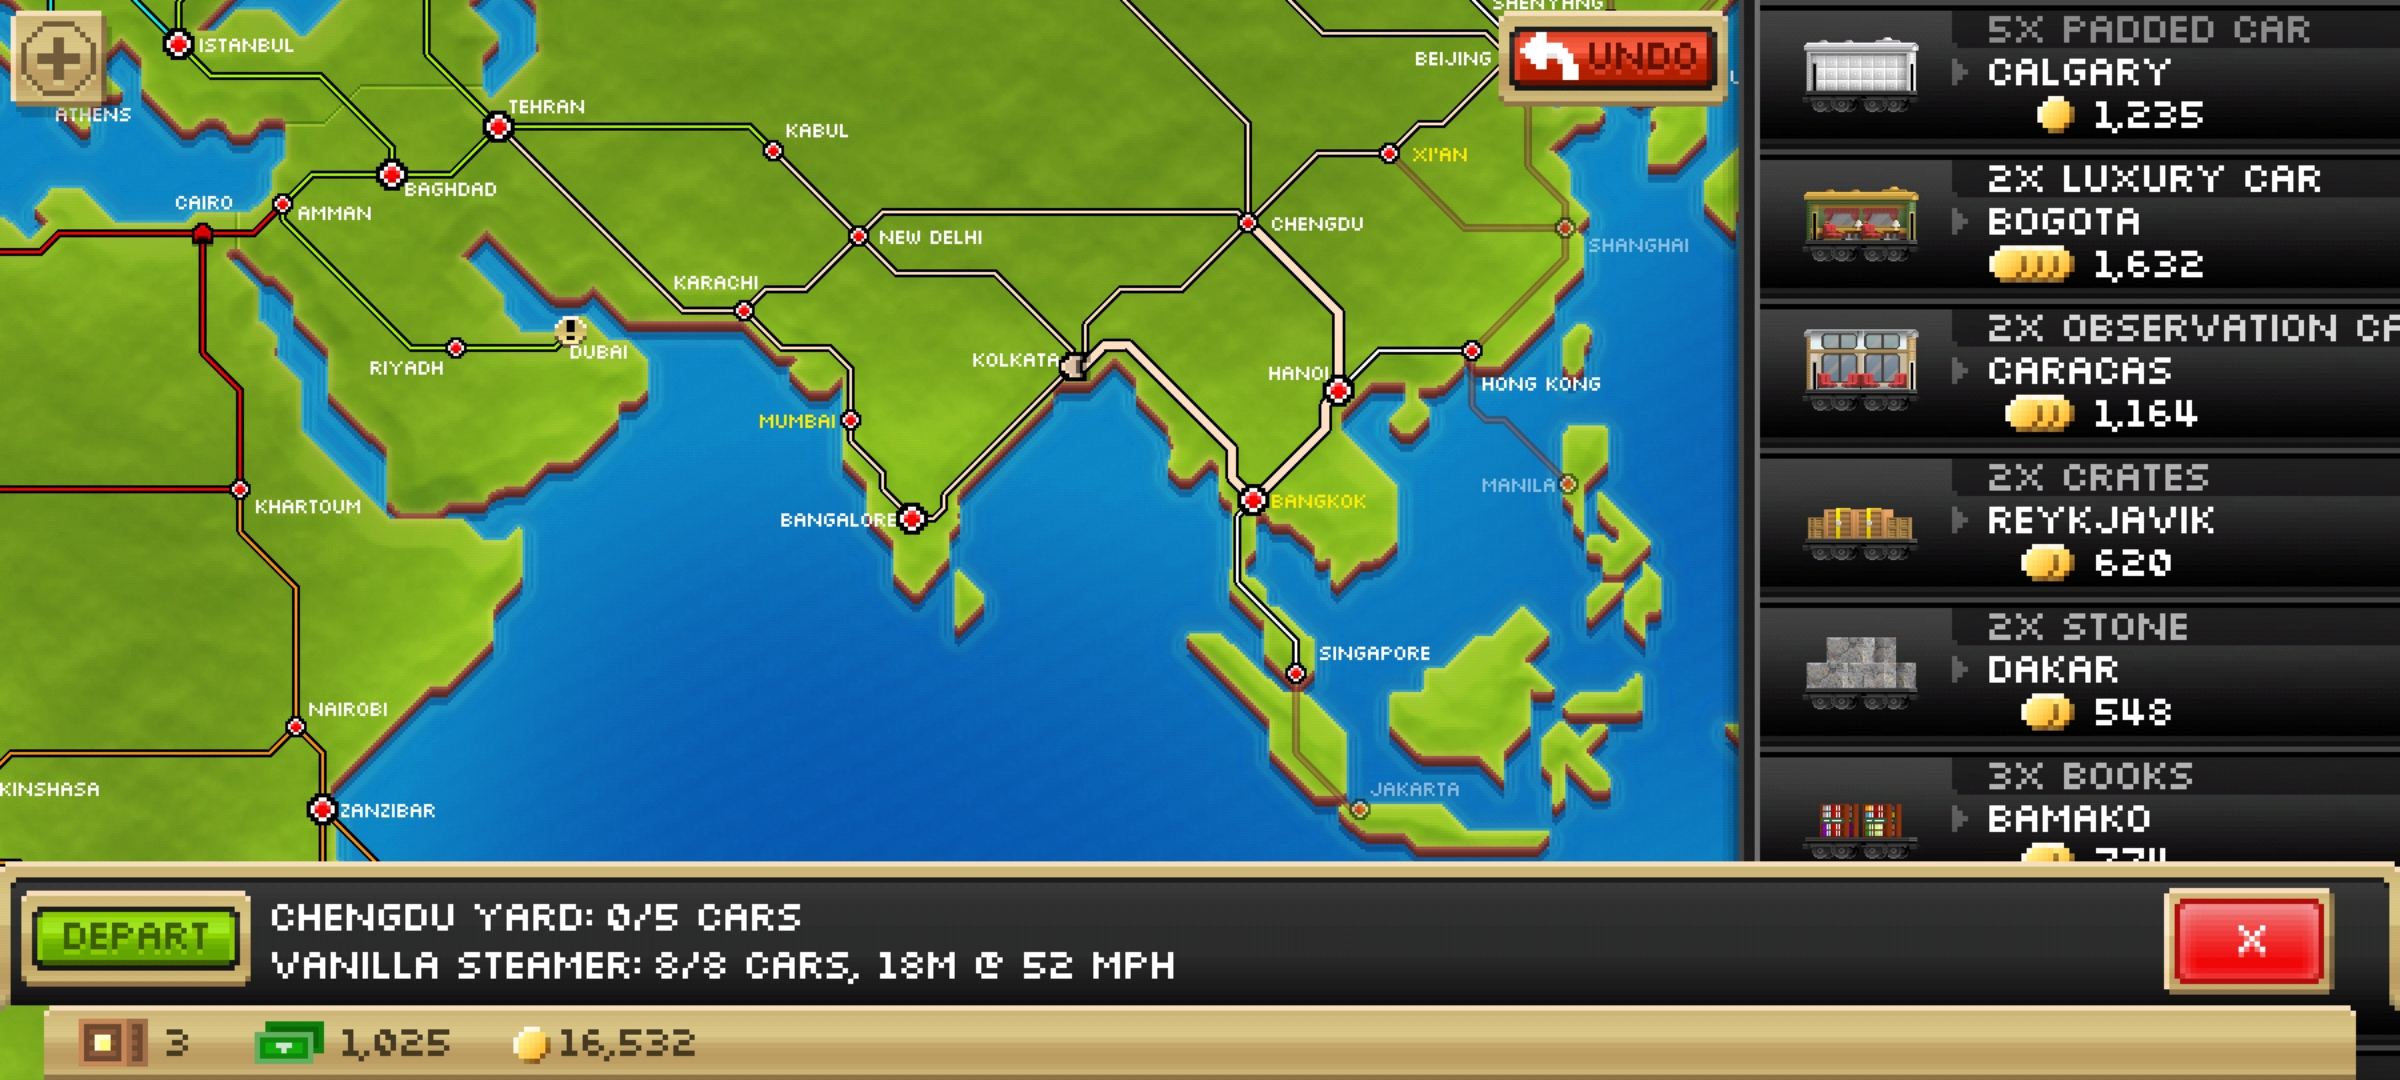 SHENYANG
ISTANBUL
BEIJING
UNDO
ATHENS
TEHRAN
KABUL
XI'AN
BAGHDAD
CAIRO
AMMAN
CHENGDU
NEW DELHI
SHANGHAI
KARACHI
DUBAI
RIYADH
KOLKATA
HANOI
HONG KONG
MUMBAI
MANILA
BANGKOK
KHARTOUM
BANGALORE
SINGAPORE
NAIROBI
JAKARTA
KINSHASA
ZANZIBAR
5X PADDED CAR
CALGARY
1,235
2X LUXURY CAR
BOGOTA
1,632
2X OBSERVATION CA
CARACAS
1,164
2X CRATES
REYKJAVIK
620
2X STONE
DAKAR
548
3X BOOKS
BAMAKO
DEPART
CHENGDU YARD: 0/5 CARS
VANILLA STEAMER: 8/8 CARS, 18M @ 52 MPH
X
3
1,025
16,532